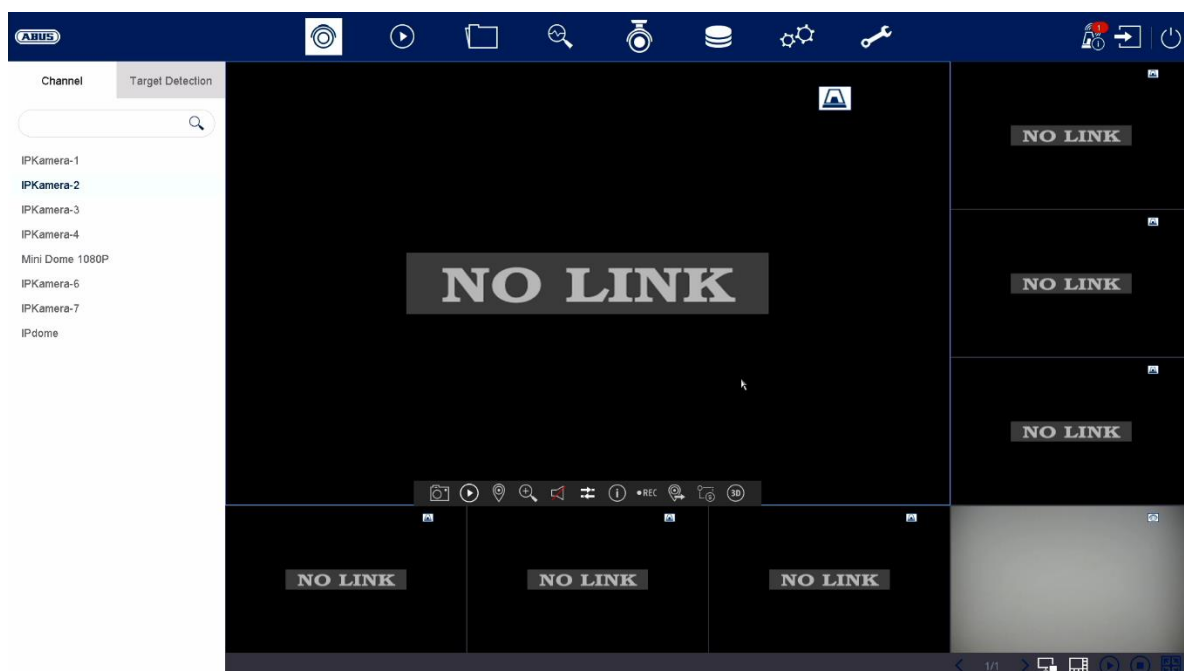 ABUS
1
Channel
Target Detection
IPKamera-1
IPKamera-2
IPKamera-3
IPKamera-4
Mini Dome 1080P
IPKamera-6
IPKamera-7
IPdome
NO LINK
NO LINK
NO LINK
NO LINK
REC
3D
NO LINK
NO LINK
NO LINK
1/1